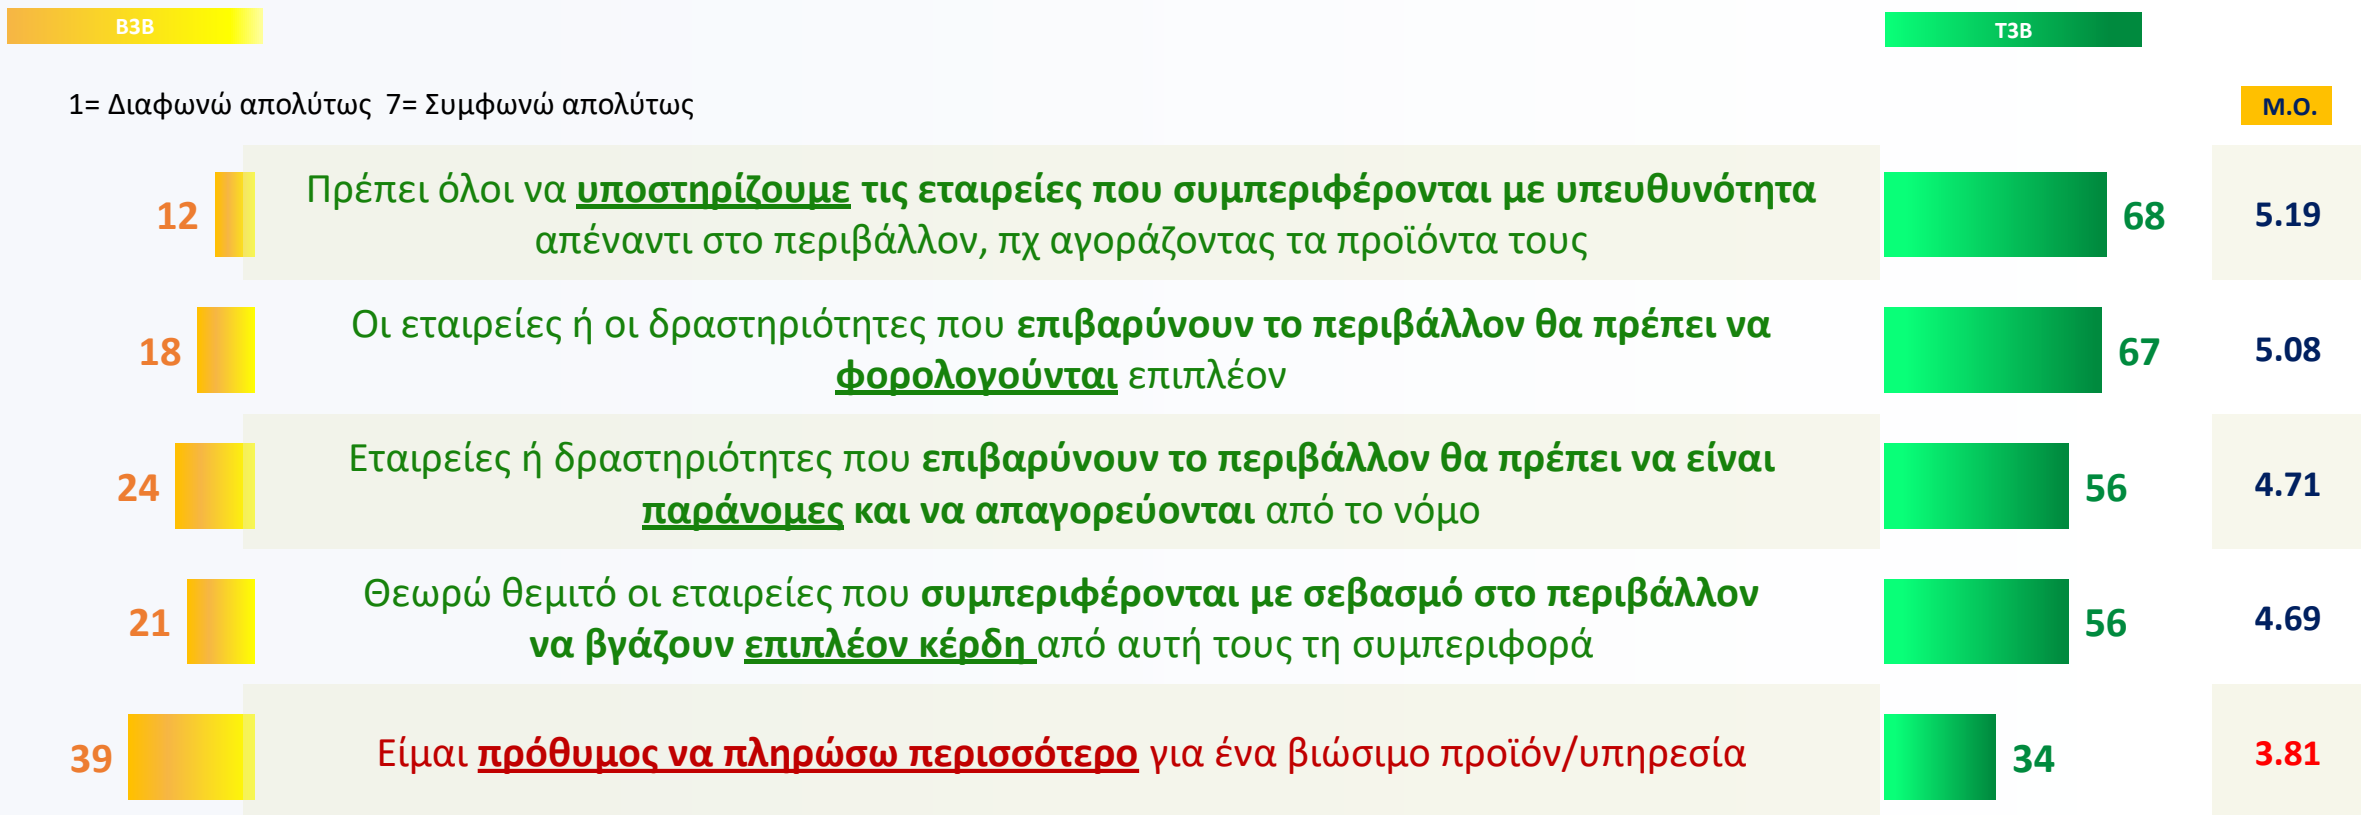 B3B
T3B
1= Διαφωνώ απολύτως 7= Συμφωνώ απολύτως
Μ.Ο.
12
Πρέπει όλοι να υποστηρίζουμε τις εταιρείες που συμπεριφέρονται με υπευθυνότητα
απέναντι στο περιβάλλον, πχ αγοράζοντας τα προϊόντα τους
68
5.19
18
Οι εταιρείες ή οι δραστηριότητες που επιβαρύνουν το περιβάλλον θα πρέπει να
φορολογούνται επιπλέον
67
5.08
24
Εταιρείες ή δραστηριότητες που επιβαρύνουν το περιβάλλον θα πρέπει να είναι
παράνομες και να απαγορεύονται από το νόμο
56
4.71
21
Θεωρώ θεμιτό οι εταιρείες που συμπεριφέρονται με σεβασμό στο περιβάλλον
να βγάζουν επιπλέον κέρδη από αυτή τους τη συμπεριφορά
56
4.69
39
Είμαι πρόθυμος να πληρώσω περισσότερο για ένα βιώσιμο προϊόν/υπηρεσία
34
3.81